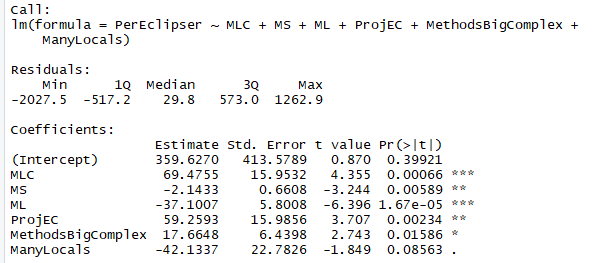 Call:
lm(formula = PerEclipser ~ MLC + MS + ML + ProjEC + MethodsBigComplex +
    ManyLocals)

Residuals:
    Min      1Q  Median      3Q     Max
-2027.5  -517.2    29.8   573.0  1262.9

Coefficients:
                   Estimate Std. Error t value Pr(>|t|)
(Intercept)        359.6270   413.5789   0.870  0.39921
MLC                 69.4755    15.9532   4.355  0.00066 ***
MS                  -2.1433     0.6608  -3.244  0.00589 **
ML                 -37.1007     5.8008  -6.396 1.67e-05 ***
ProjEC              59.2593    15.9856   3.707  0.00234 **
MethodsBigComplex   17.6648     6.4398   2.743  0.01586 *
ManyLocals         -42.1337    22.7826  -1.849  0.08563 .